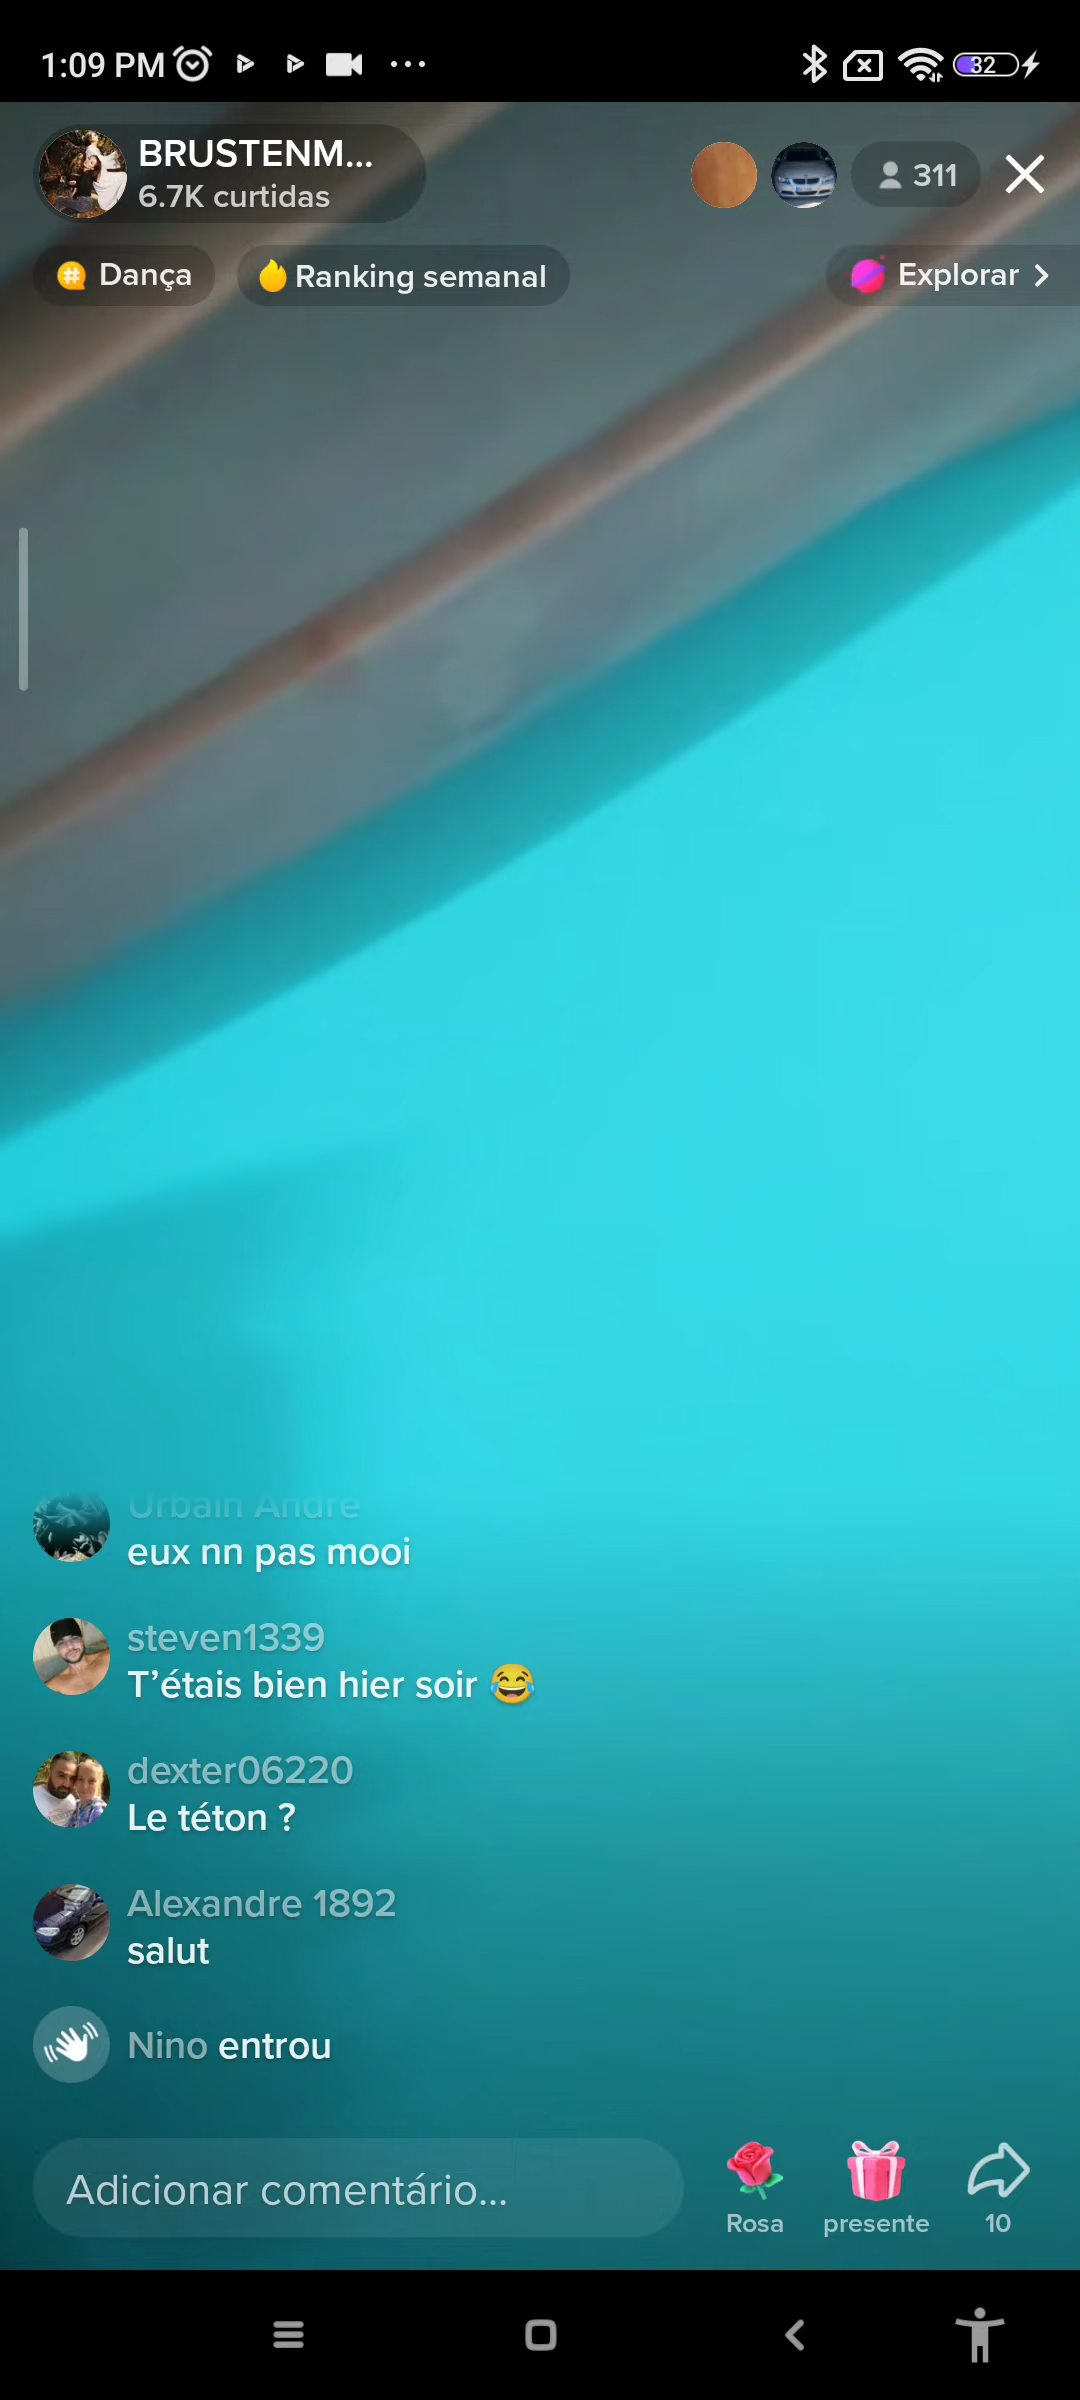 1:09 PM
32
BRUSTENM...
6.7K curtidas
311
Dança
Ranking semanal
Explorar
Urbain Andre
eux nn pas mooi
steven1339
T’étais bien hier soir 😂
dexter06220
Le téton ?
Alexandre 1892
salut
Nino entrou
Adicionar comentário...
Rosa
presente
10